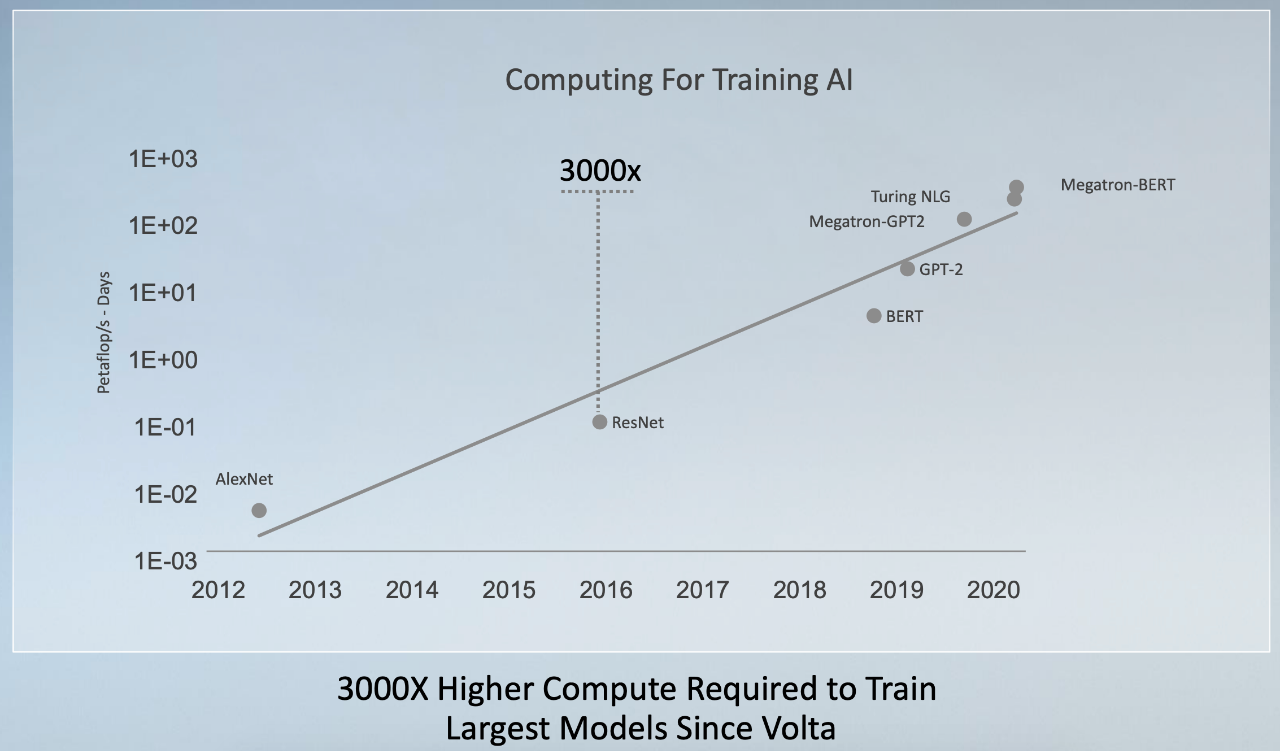 Computing For Training AI
1E+03
3000x
Megatron-BERT
Turing NLG
1E+02
Megatron-GPT2
GPT-2
1E+01
Petaflop/s - Days
BERT
1E+00
1E-01
ResNet
AlexNet
1E-02
1E-03
2012 2013 2014 2015 2016 2017 2018 2019 2020
3000X Higher Compute Required to Train
Largest Models Since Volta